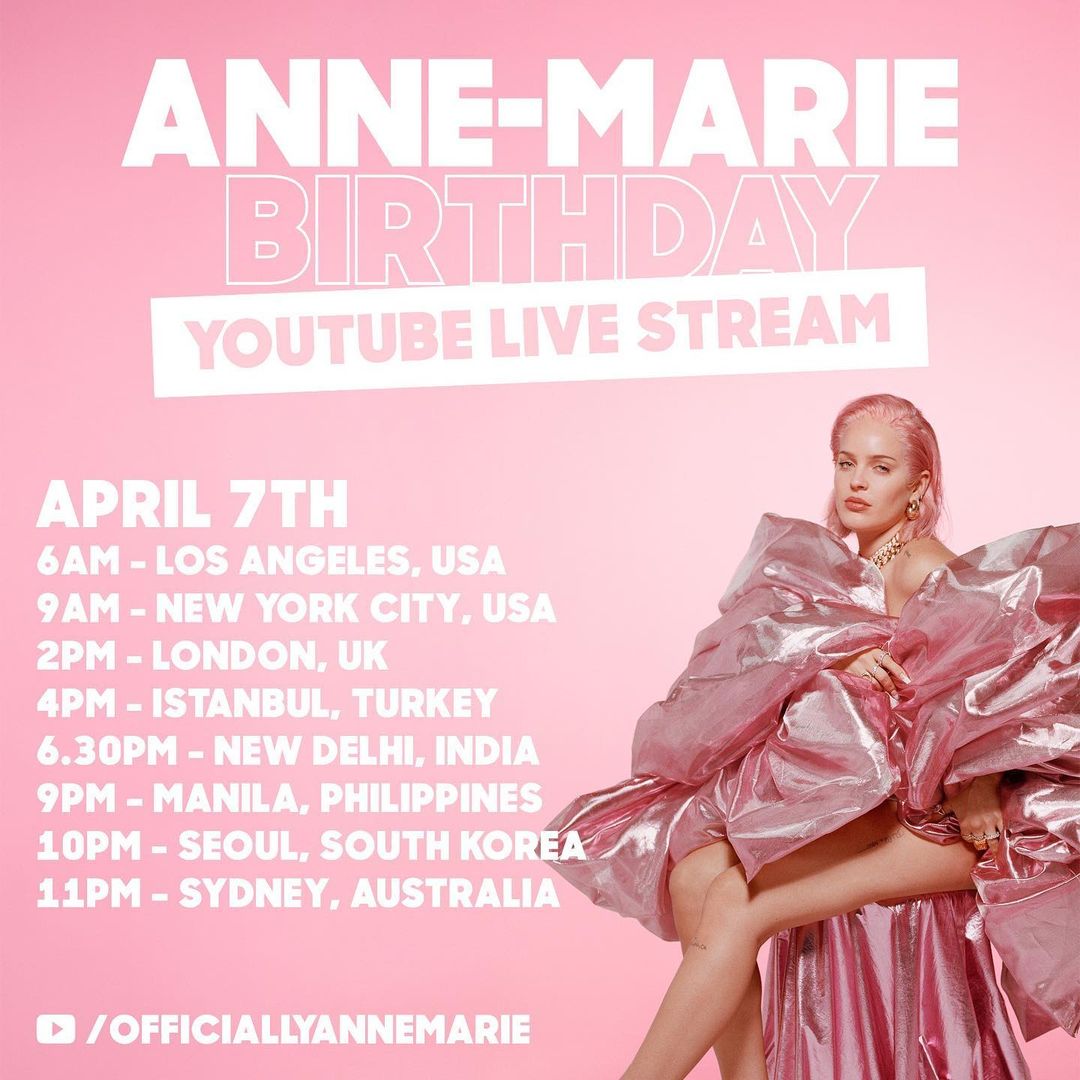 ANNE-MARIE
BIRTHDAY
YOUTUBE LIVE STREAM
APRIL 7TH
6AM - LOS ANGELES, USA
9AM - NEW YORK CITY, USA
2PM - LONDON, UK
4PM - ISTANBUL, TURKEY
6.30PM - NEW DELHI, INDIA
9PM - MANILA, PHILIPPINES
10PM - SEOUL, SOUTH KOREA
11PM - SYDNEY, AUSTRALIA
/OFFICIALLYANNEMARIE